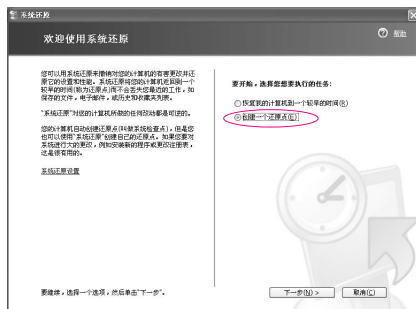 系统还原
欢迎使用系统还原
帮助
您可以用系统还原来撤销对您的计算机的有害更改并还
原它的设置和性能。系统还原将您的计算机返回到一个
较早的时间(称为还原点)而不会丢失您最近的工作，如
保存的文件，电子邮件，或历史和收藏夹列表。
"系统还原"对您的计算机所做的任何改动都是可逆的。
您的计算机自动创建还原点(叫做系统检查点)，但是您
也可以使用"系统还原"创建自己的还原点。如果您要对
系统进行大的更改，例如安装新的程序或更改注册表，
这是很有用的。
系统还原设置
要开始，选择您想要执行的任务:
恢复我的计算机到一个较早的时间(R)
创建一个还原点(E)
要继续，选择一个选项，然后单击"下一步"。
下一步(N) >
取消(C)